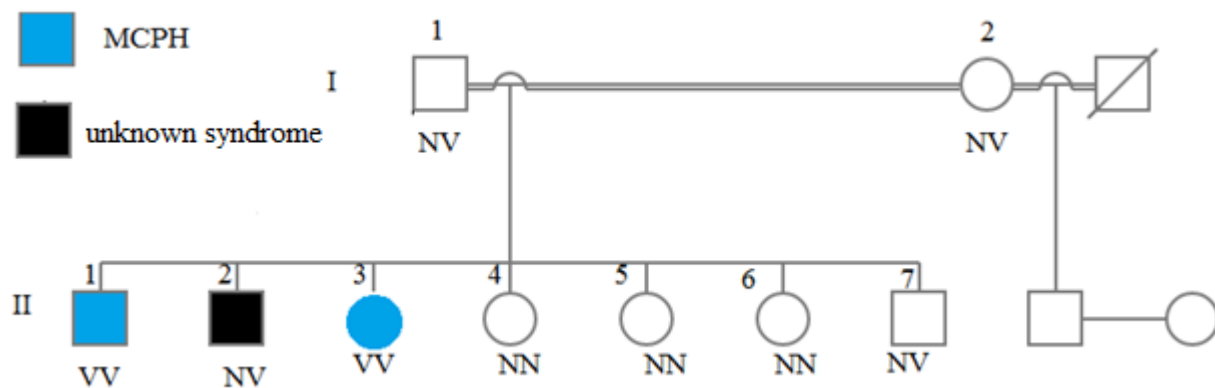 MCPH
unknown syndrome
1 2
I
NV NV
1 2 3 4 5 6 7
II
VV NV VV NN NN NN NV